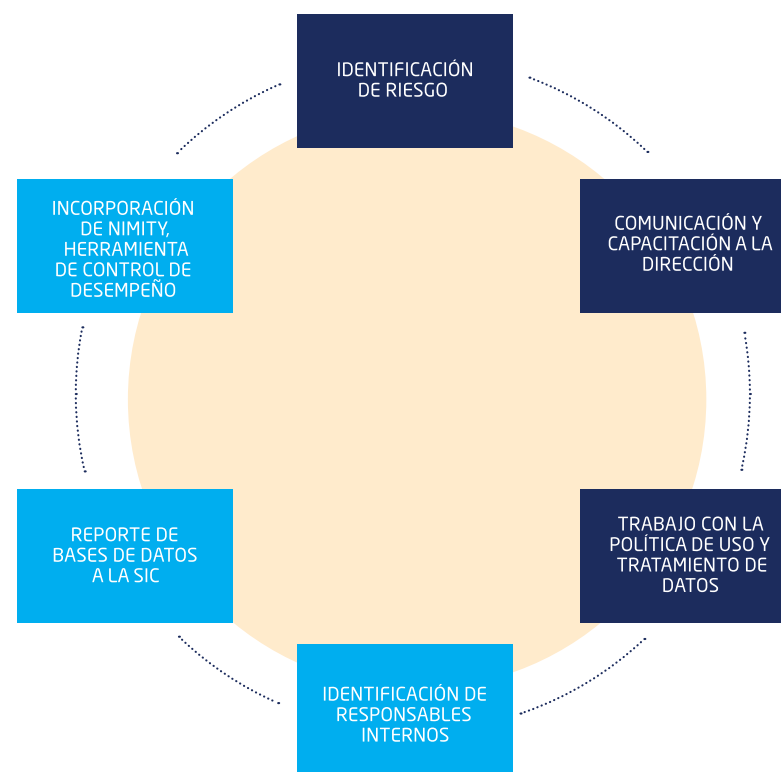 IDENTIFICACIÓN
DE RIESGO
COMUNICACIÓN Y
CAPACITACIÓN A LA
DIRECCIÓN
TRABAJO CON LA
POLÍTICA DE USO Y
TRATAMIENTO DE
DATOS
IDENTIFICACIÓN DE
RESPONSABLES
INTERNOS
REPORTE DE
BASES DE DATOS
A LA SIC
INCORPORACIÓN
DE NIMITY,
HERRAMIENTA
DE CONTROL DE
DESEMPEÑO